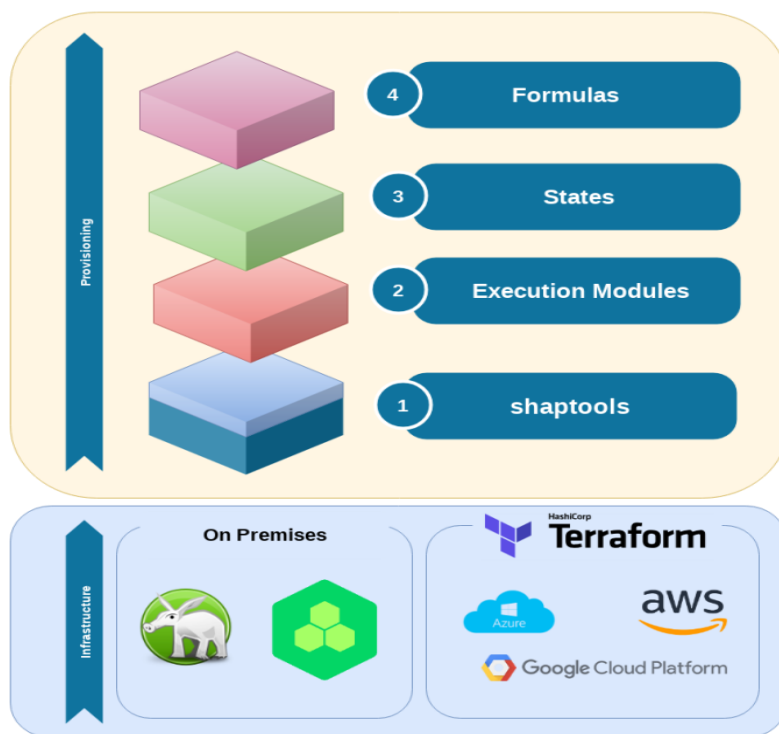 4
Formulas
3
States
Provisioning
2
Execution Modules
1
shaptools
On Premises
HashiCorp
Terraform
Infrastructure
Azure
aws
Google Cloud Platform